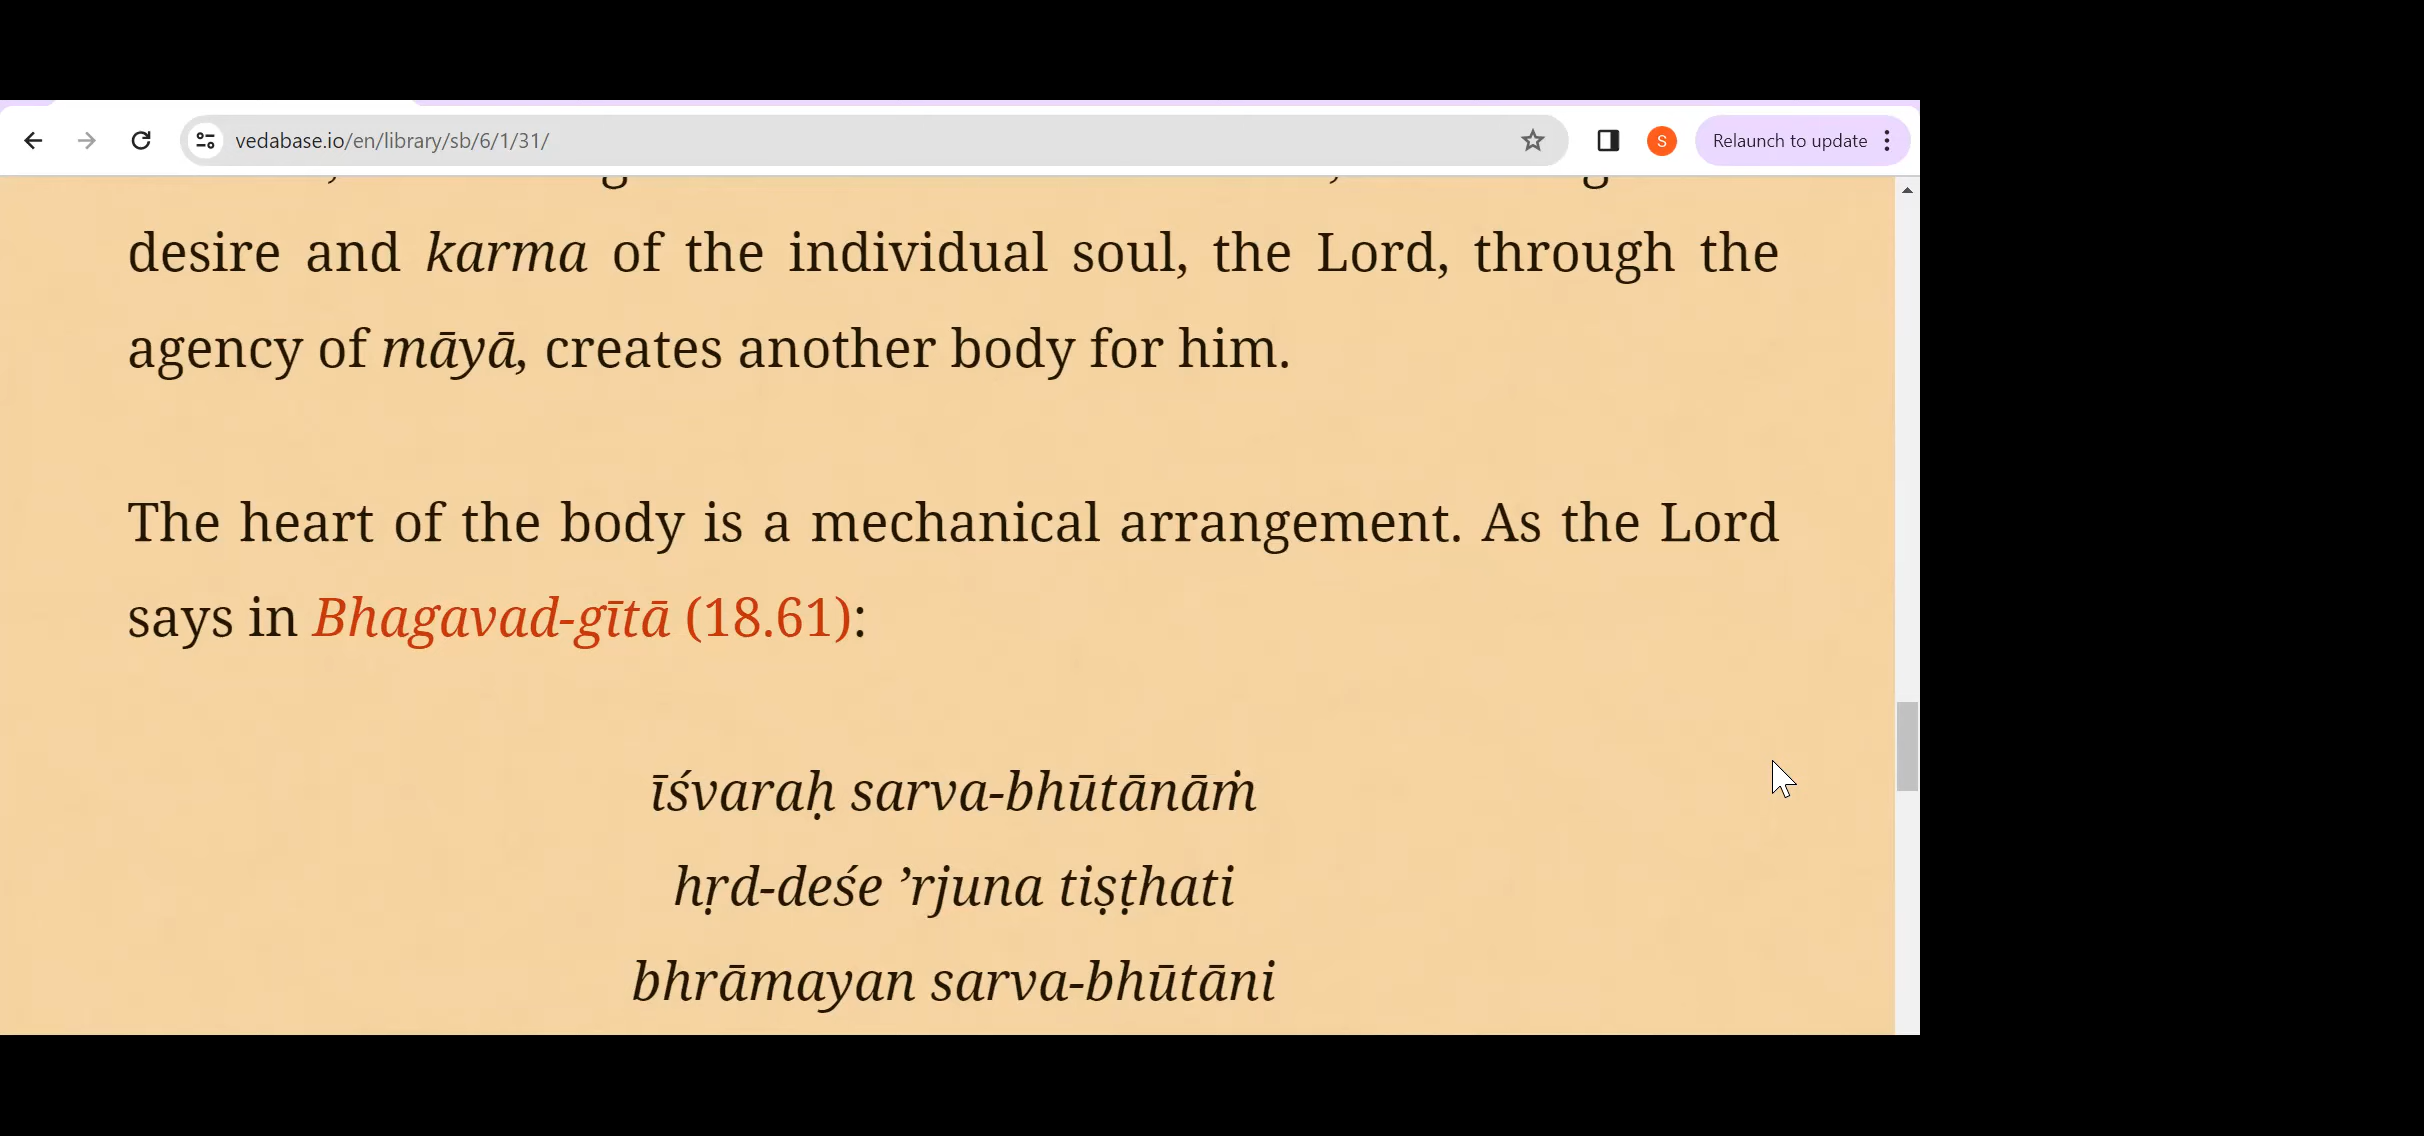 vedabase.io/en/library/sb/6/1/31/
S
Relaunch to update
desire and karma of the individual soul, the Lord, through the
agency of māyā, creates another body for him.
The heart of the body is a mechanical arrangement. As the Lord
says in Bhagavad-gītā (18.61):
īśvaraḥ sarva-bhūtānāṁ
hṛd-deśe ’rjuna tiṣṭhati
bhrāmayan sarva-bhūtāni